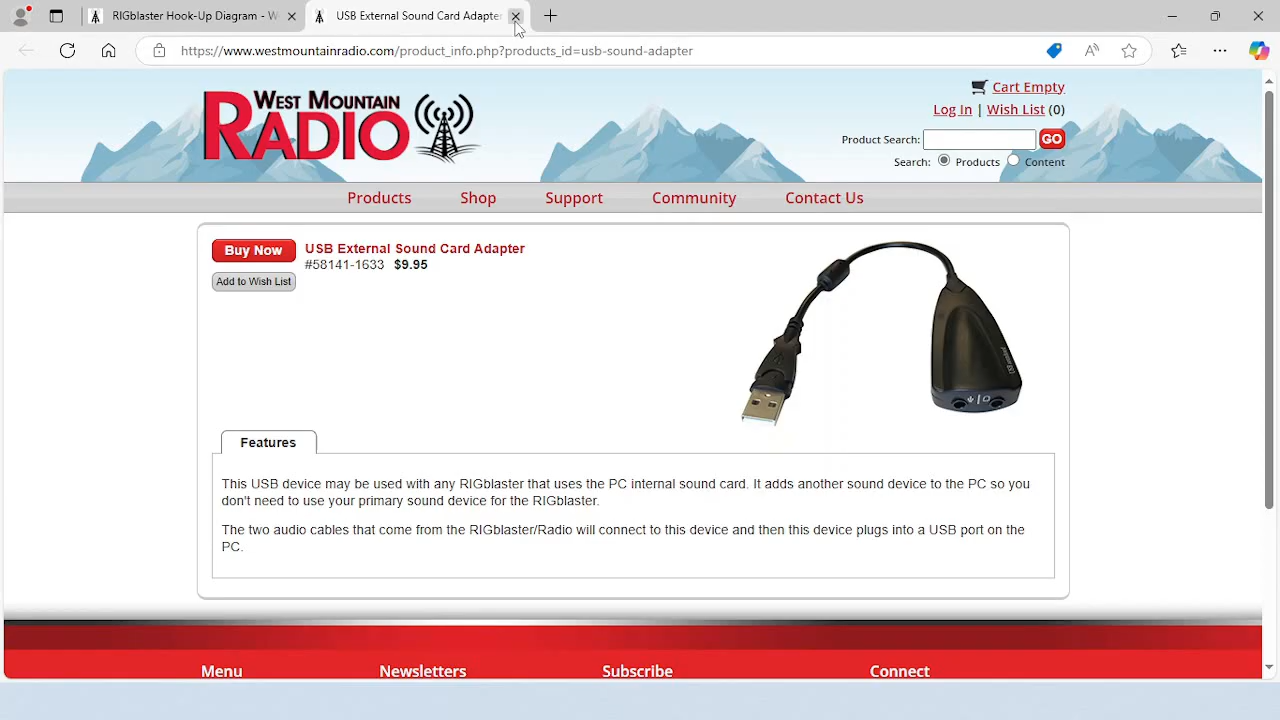 RIGblaster Hook-Up Diagram - W
USB External Sound Card Adapter
https://www.westmountainradio.com/product_info.php?products_id=usb-sound-adapter
WEST MOUNTAIN
RADIO
Cart Empty
Log In | Wish List (0)
Product Search: GO
Search: Products Content
Products Shop Support Community Contact Us
Buy Now
USB External Sound Card Adapter
#58141-1633 $9.95
Add to Wish List
Features
This USB device may be used with any RIGblaster that uses the PC internal sound card. It adds another sound device to the PC so you
don't need to use your primary sound device for the RIGblaster.
The two audio cables that come from the RIGblaster/Radio will connect to this device and then this device plugs into a USB port on the
PC.
Menu Newsletters Subscribe Connect